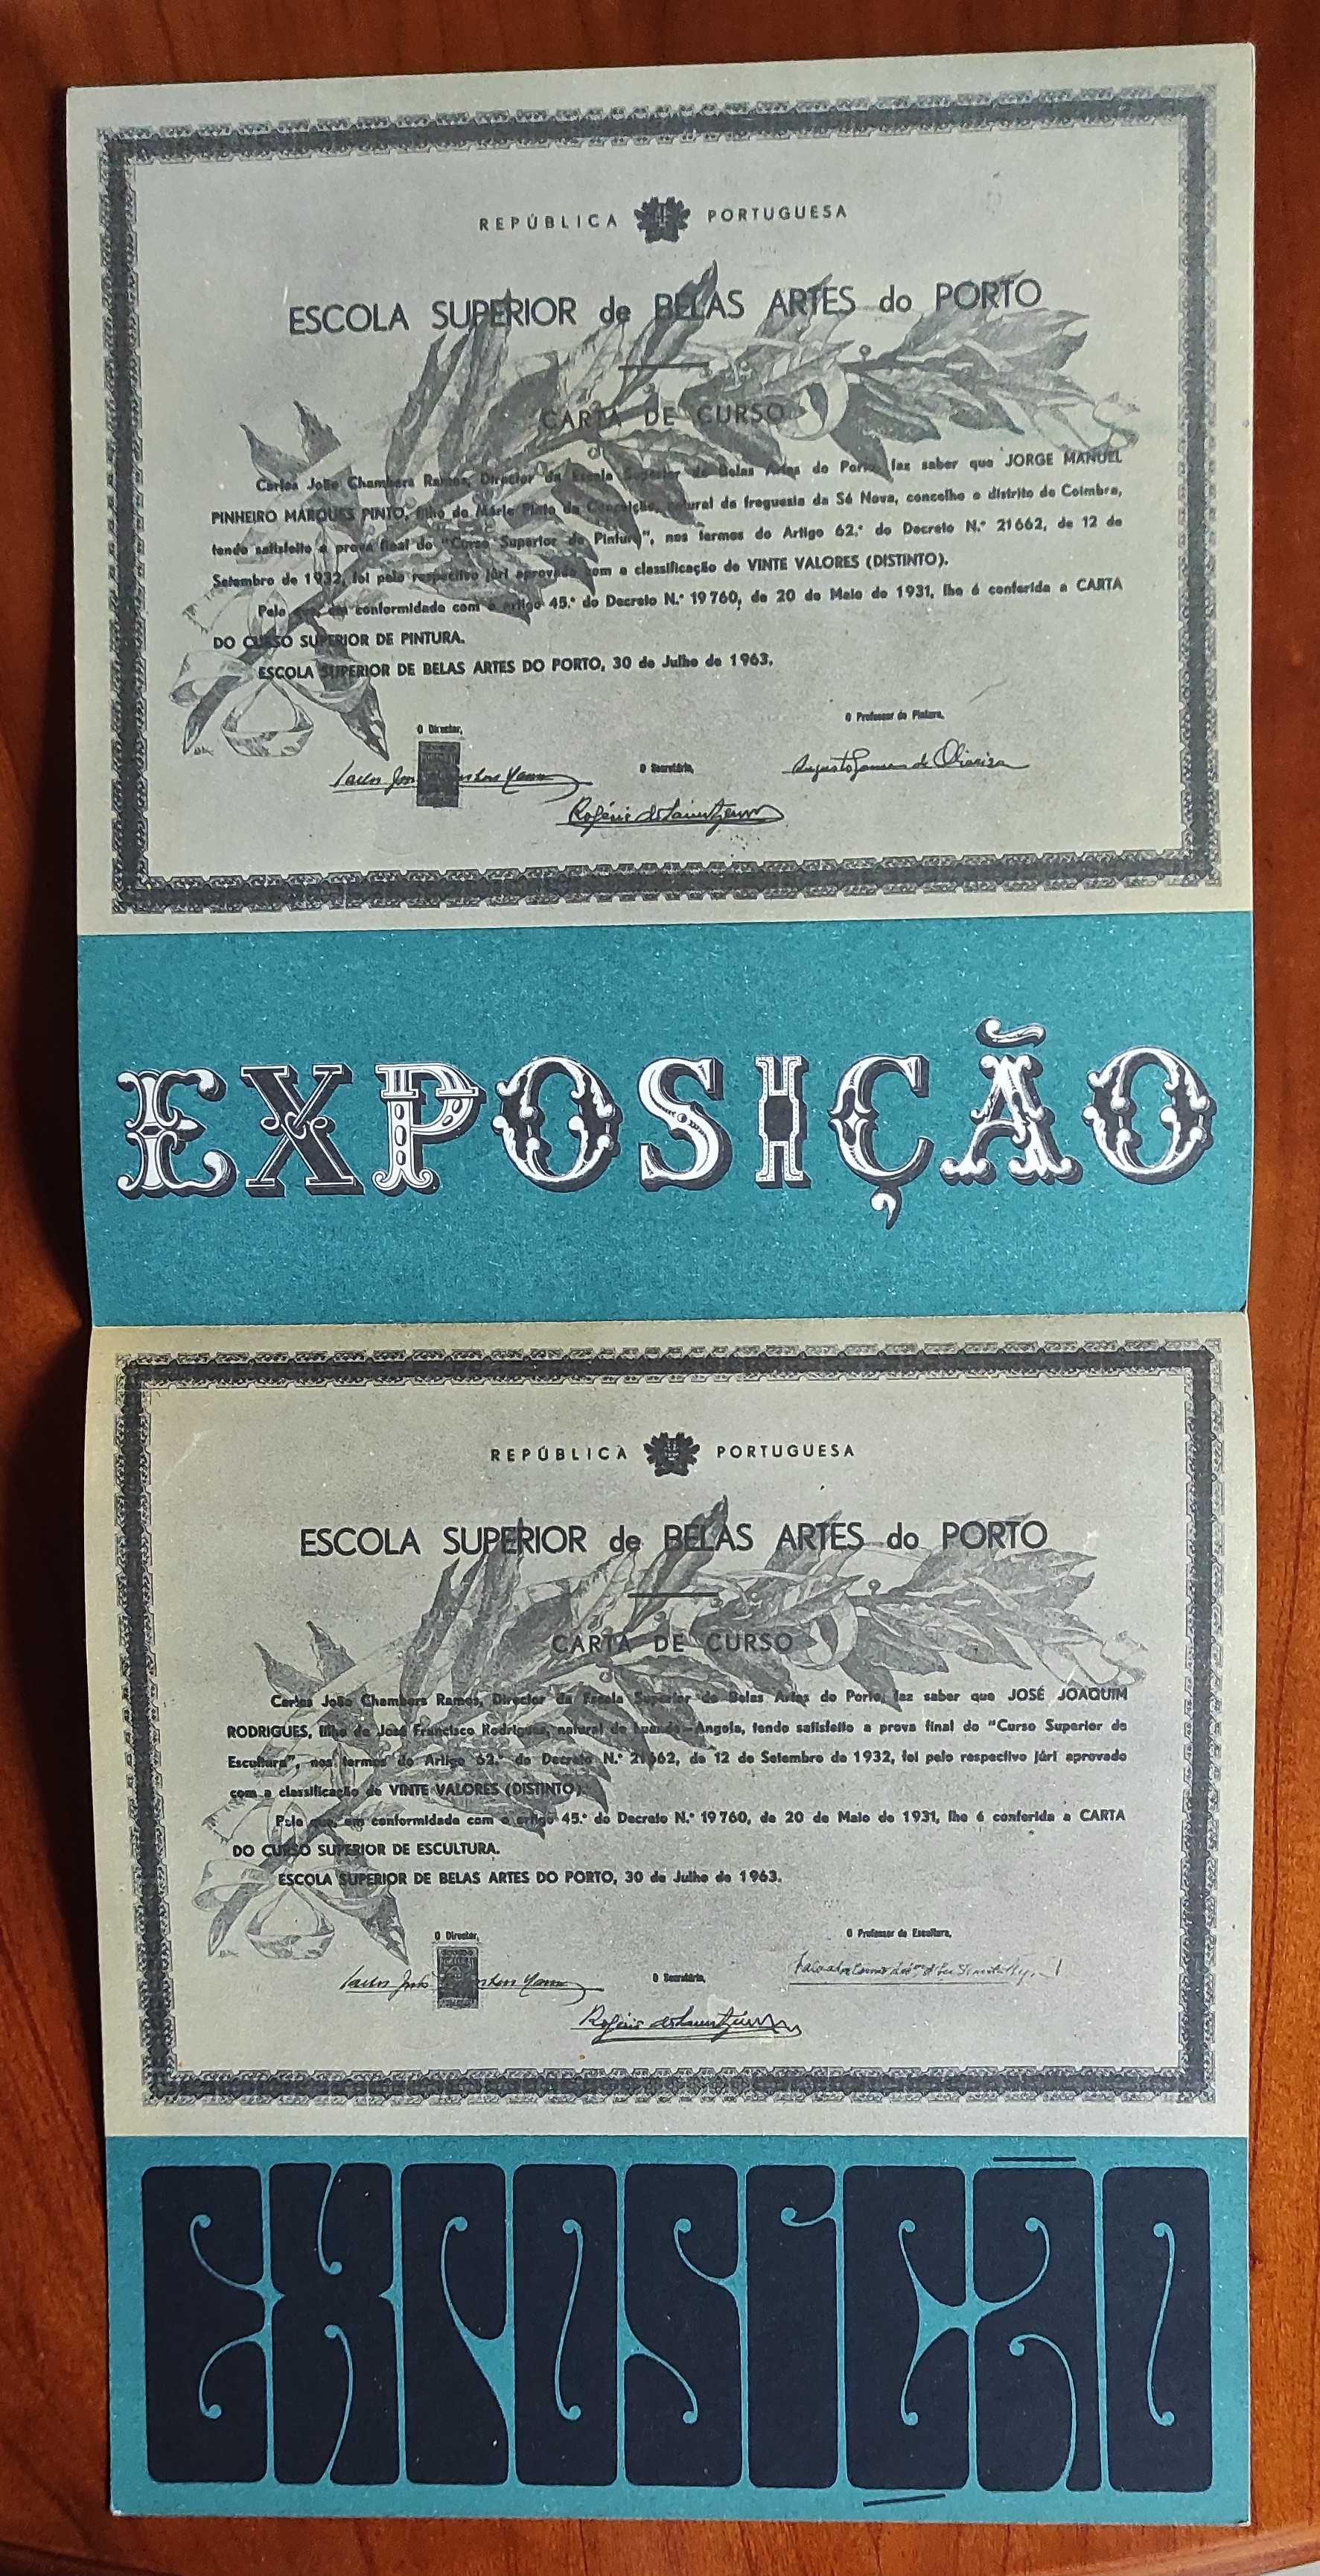 REPÚBLICA PORTUGUESA
ESCOLA SUPERIOR de BELAS ARTES do PORTO
CARTA DE CURSO
Carlos João Chambers Ramos, Director da Escola Superior de Belas Artes do Porto, faz saber que JORGE MANUEL
PINHEIRO MARQUES PINTO, filho de Mário Pinto da Conceição, natural da freguesia da Sé Nova, concelho e distrito de Coimbra,
tendo satisfeito a prova final do "Curso Superior de Pintura", nos termos do Artigo 62.º do Decreto N.º 21662, de 12 de
Setembro de 1932, foi pelo respectivo júri aprovado com a classificação de VINTE VALORES (DISTINTO).
Pelo que, em conformidade com o artigo 45.º do Decreto N.º 19760, de 20 de Maio de 1931, lhe é conferida a CARTA
DO CURSO SUPERIOR DE PINTURA.
ESCOLA SUPERIOR DE BELAS ARTES DO PORTO, 30 de Julho de 1963.
O Professor de Pintura,
O Director,
O Secretário,
EXPOSIÇÃO
REPÚBLICA PORTUGUESA
ESCOLA SUPERIOR de BELAS ARTES do PORTO
CARTA DE CURSO
Carlos João Chambers Ramos, Director da Escola Superior de Belas Artes do Porto, faz saber que JOSÉ JOAQUIM
RODRIGUES, filho de José Francisco Rodrigues, natural de Luanda-Angola, tendo satisfeito a prova final do "Curso Superior de
Escultura", nos termos do Artigo 62.º do Decreto N.º 21662, de 12 de Setembro de 1932, foi pelo respectivo júri aprovado
com a classificação de VINTE VALORES (DISTINTO).
Pelo que, em conformidade com o artigo 45.º do Decreto N.º 19760, de 20 de Maio de 1931, lhe é conferida a CARTA
DO CURSO SUPERIOR DE ESCULTURA.
ESCOLA SUPERIOR DE BELAS ARTES DO PORTO, 30 de Julho de 1963.
O Director,
O Professor de Escultura,
O Secretário,
EXPOSIÇÃO